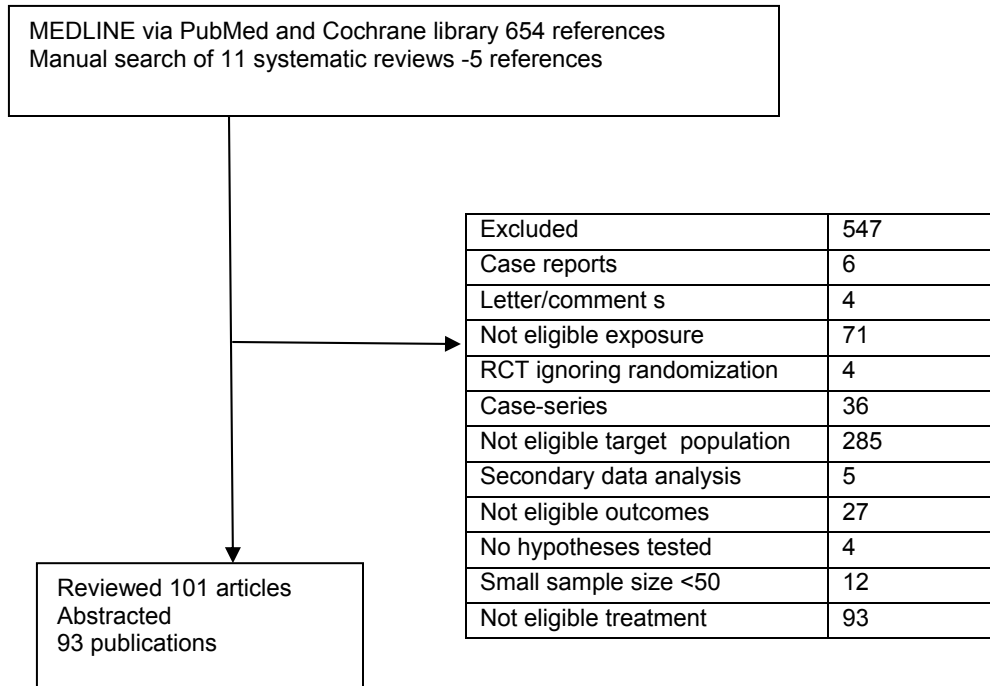 MEDLINE via PubMed and Cochrane library 654 references
Manual search of 11 systematic reviews -5 references
Excluded 547
Case reports 6
Letter/comment s 4
Not eligible exposure 71
RCT ignoring randomization 4
Case-series 36
Not eligible target population 285
Secondary data analysis 5
Not eligible outcomes 27
No hypotheses tested 4
Small sample size <50 12
Not eligible treatment 93
Reviewed 101 articles
Abstracted
93 publications